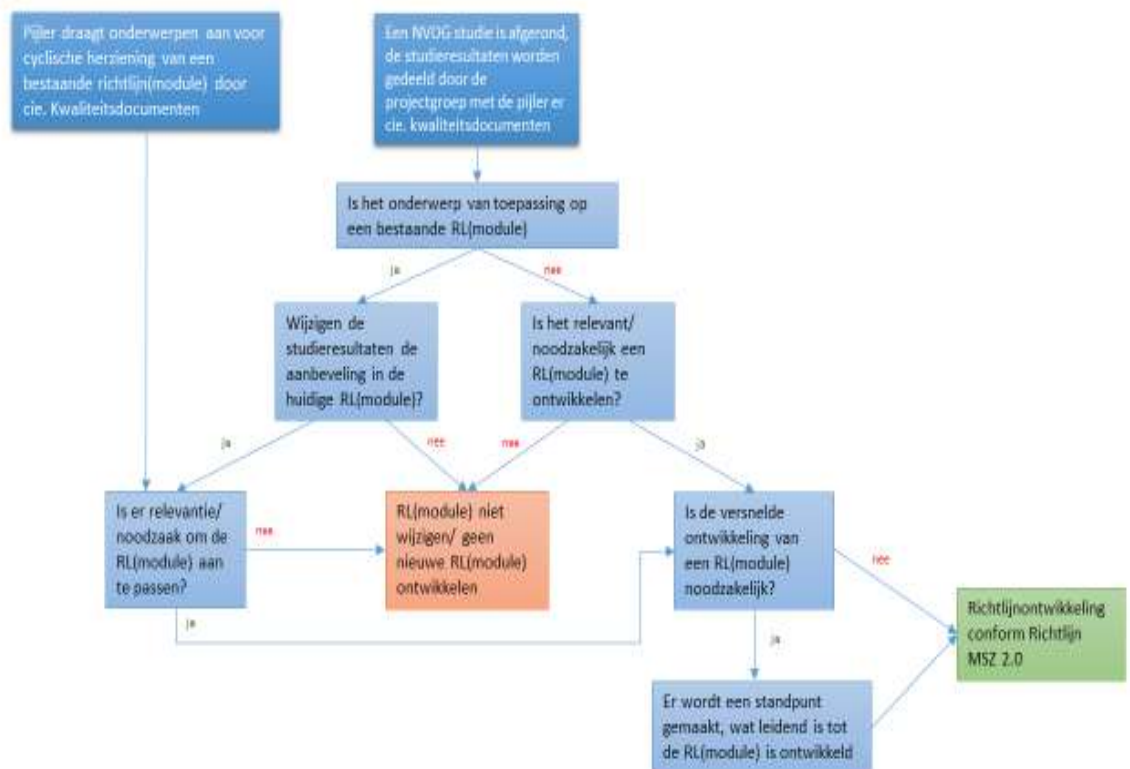 Pijler draagt onderwerpen aan voor
cyclische herziening van een
bestaande richtlijn(module) door
cie. Kwaliteitsdocumenten
Een NVOG studie is afgerond,
de studieresultaten worden
gedeeld door de
projectgroep met de pijler er
cie. kwaliteitsdocumenten
Is het onderwerp van toepassing op
een bestaande RL(module)
ja
nee
Wijzigen de
studieresultaten de
aanbeveling in de
huidige RL(module)?
Is het relevant/
noodzakelijk een
RL(module) te
ontwikkelen?
ja
nee
nee
ja
Is er relevantie/
noodzaak om de
RL(module) aan
te passen?
nee
RL(module) niet
wijzigen/ geen
nieuwe RL(module)
ontwikkelen
Is de versnelde
ontwikkeling van
een RL(module)
noodzakelijk?
nee
ja
ja
Richtlijnontwikkeling
conform Richtlijn
MSZ 2.0
Er wordt een standpunt
gemaakt, wat leidend is tot
de RL(module) is ontwikkeld